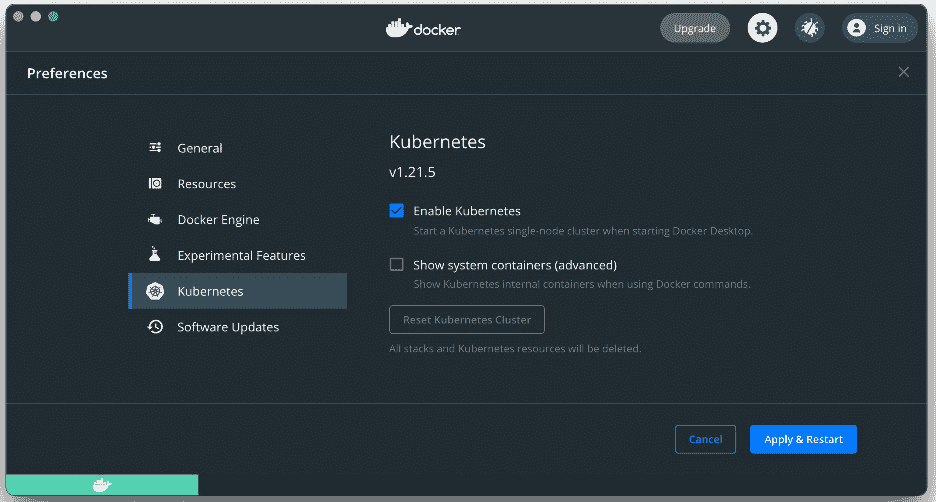 docker
Upgrade
Sign in
Preferences
General
Resources
Docker Engine
Experimental Features
Kubernetes
Software Updates
Kubernetes
v1.21.5
Enable Kubernetes
Start a Kubernetes single-node cluster when starting Docker Desktop.
Show system containers (advanced)
Show Kubernetes internal containers when using Docker commands.
Reset Kubernetes Cluster
All stacks and Kubernetes resources will be deleted.
Cancel
Apply & Restart